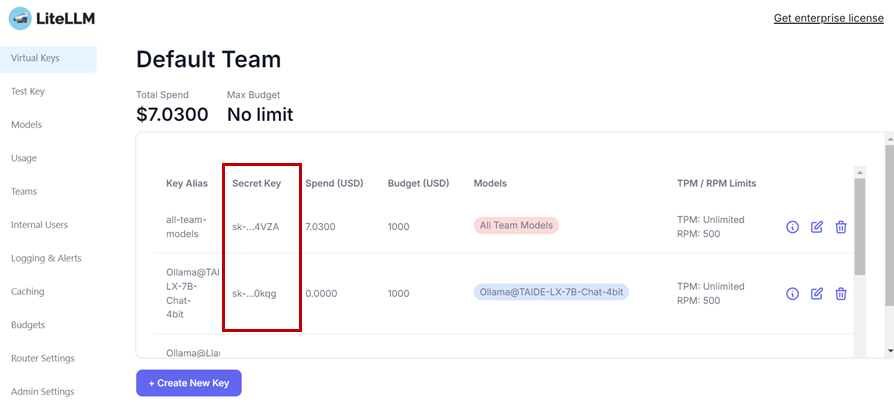 LiteLLM
Get enterprise license
Virtual Keys
Test Key
Models
Usage
Teams
Internal Users
Logging & Alerts
Caching
Budgets
Router Settings
Admin Settings
Default Team
Total Spend Max Budget
$7.0300 No limit
Key Alias Secret Key Spend (USD) Budget (USD) Models TPM / RPM Limits
all-team-
models
sk-...4VZA 7.0300 1000 All Team Models
TPM: Unlimited
RPM: 500
Ollama@TAI
LX-7B-
Chat-
4bit
sk-...0kqg 0.0000 1000 Ollama@TAIDE-LX-7B-Chat-4bit
TPM: Unlimited
RPM: 500
Ollama@Lla
+ Create New Key